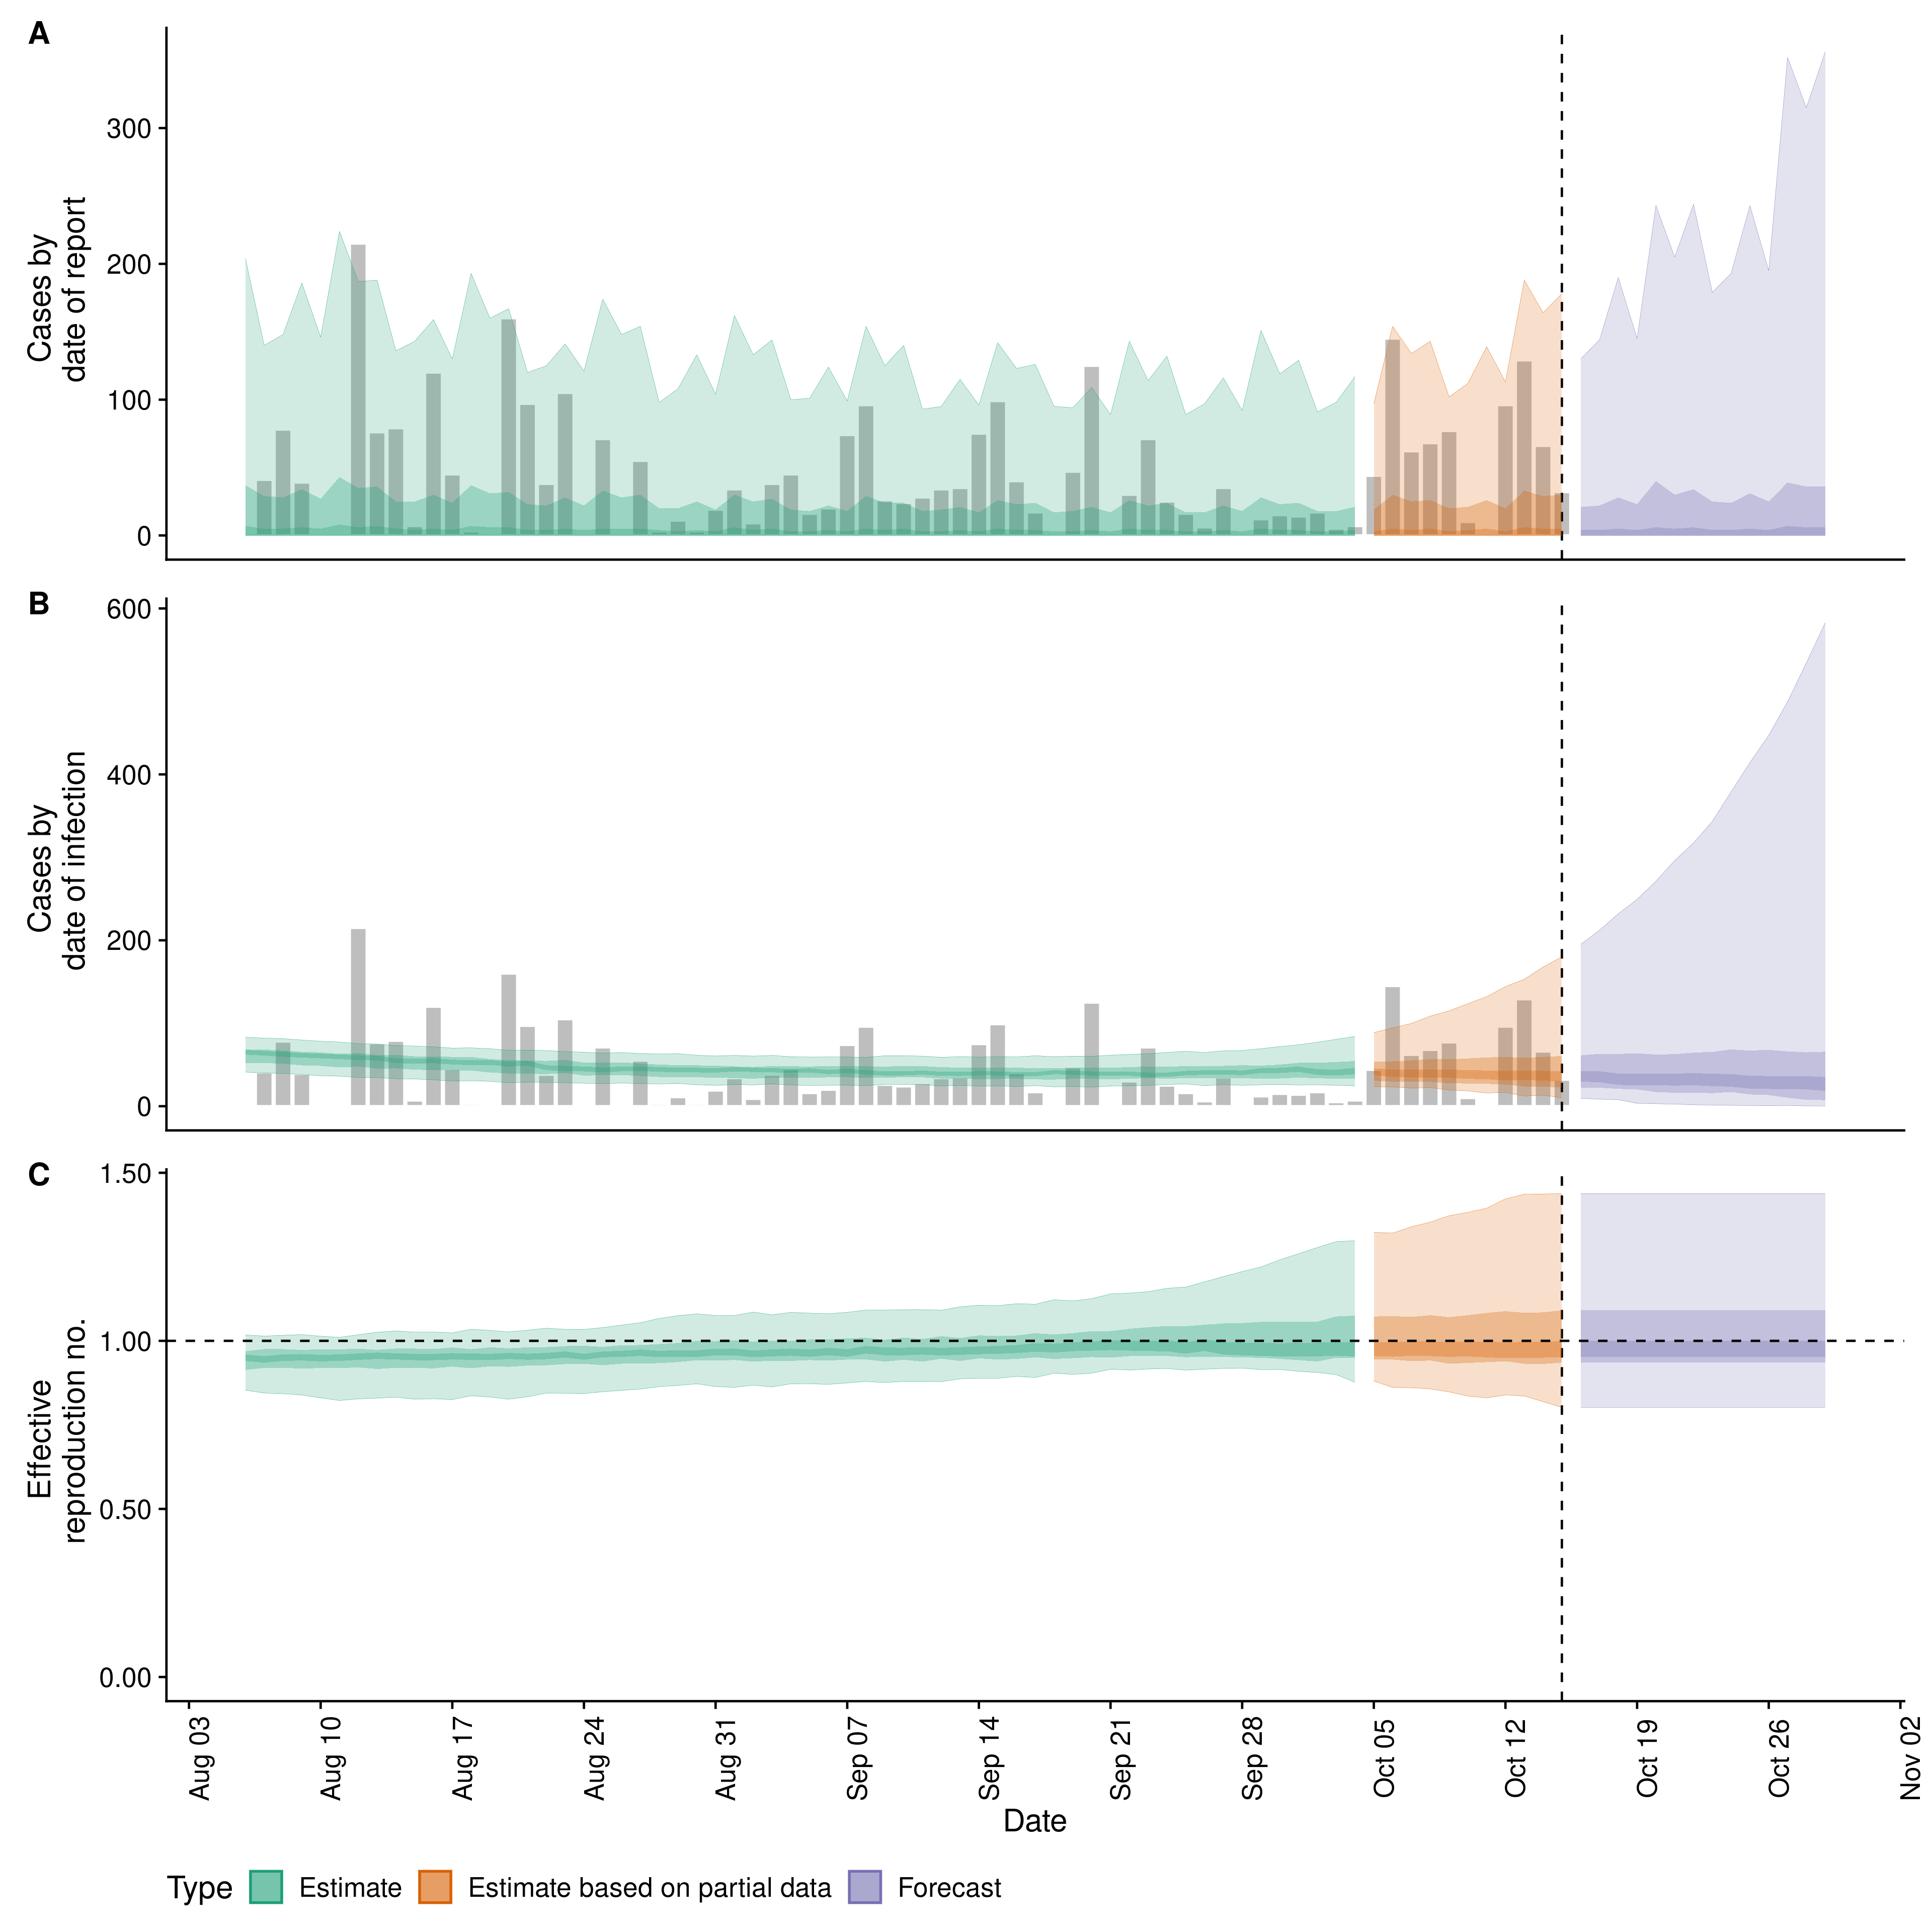 A
Cases by
date of report
300
200
100
0
B
Cases by
date of infection
600
400
200
0
C
Effective
reproduction no.
1.50
1.00
0.50
0.00
Aug 03
Aug 10
Aug 17
Aug 24
Aug 31
Sep 07
Sep 14
Sep 21
Sep 28
Oct 05
Oct 12
Oct 19
Oct 26
Nov 02
Date
Type Estimate Estimate based on partial data Forecast